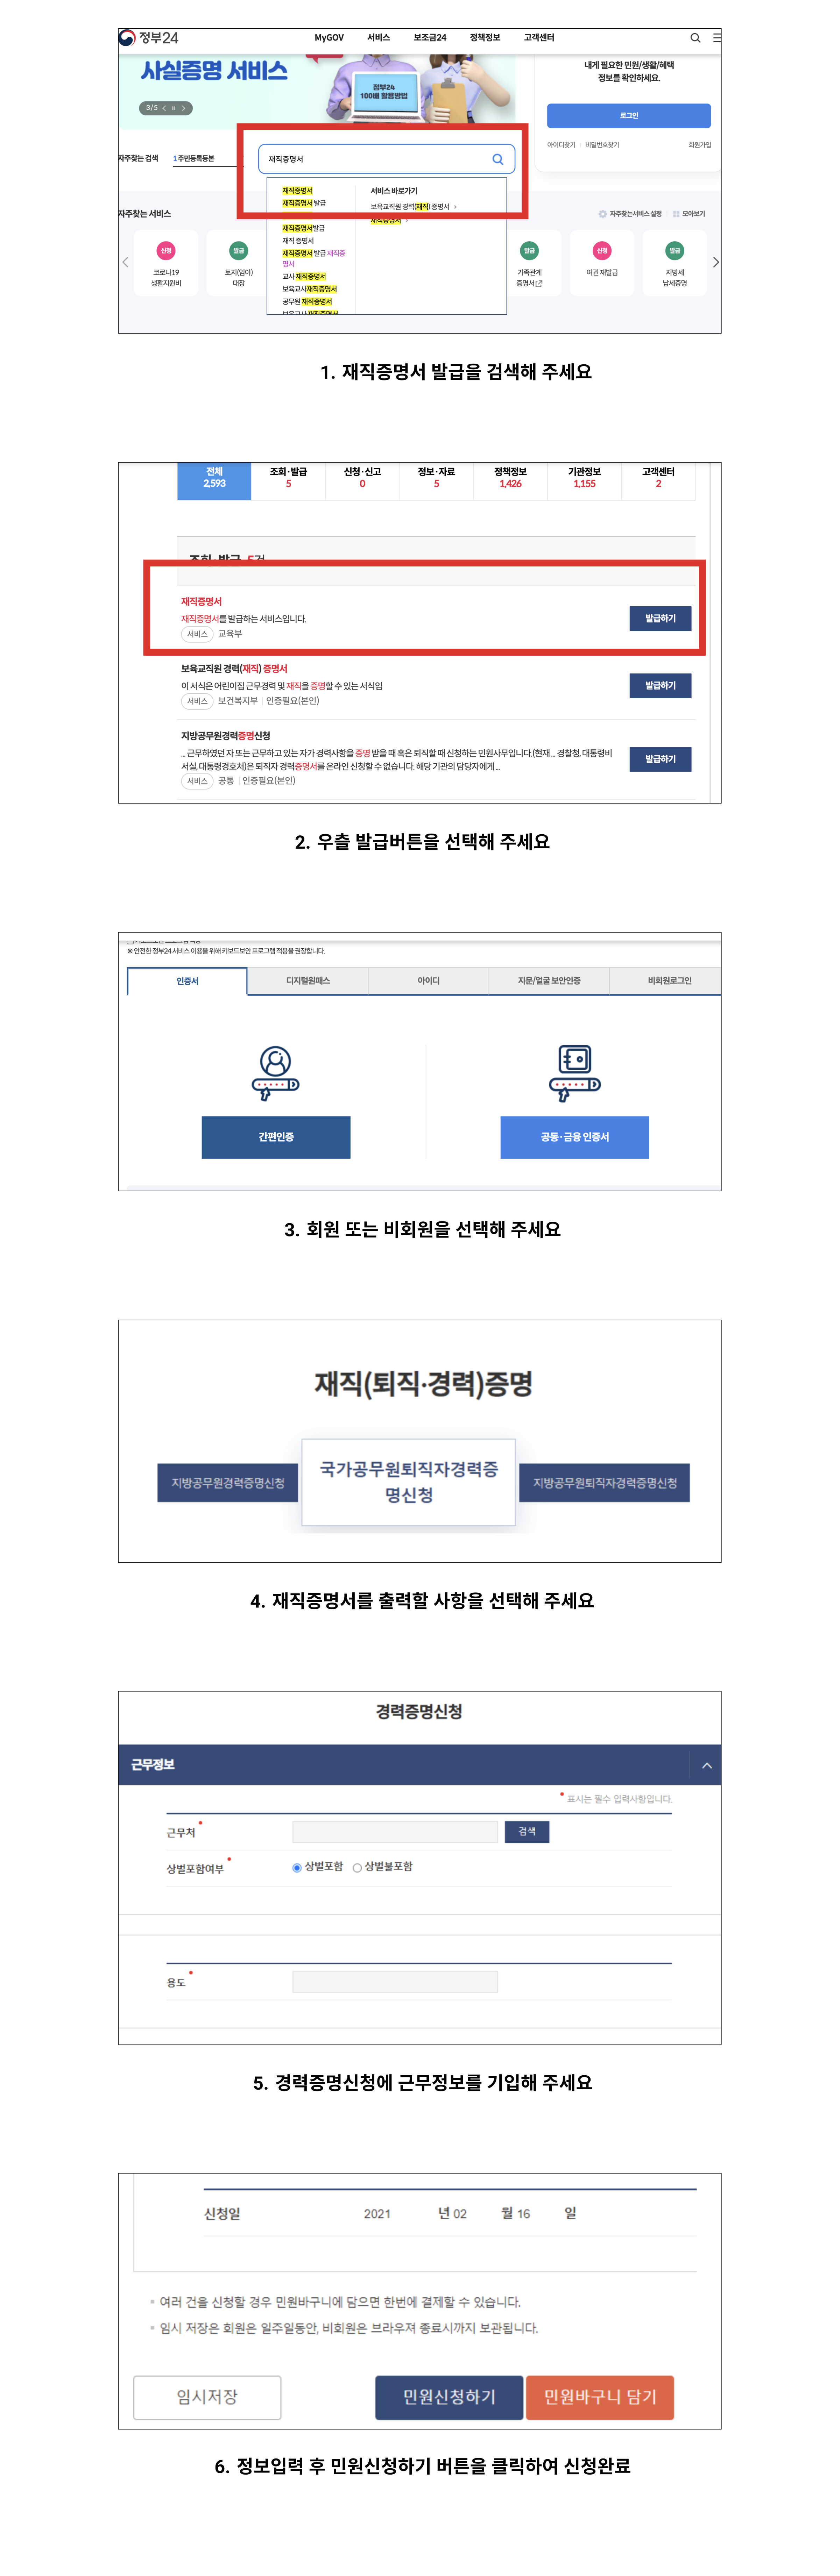 정부24
MyGOV 서비스 보조금24 정책정보 고객센터
사실증명 서비스
정부24
100배 활용방법
3/5
내게 필요한 민원/생활/혜택
정보를 확인하세요.
로그인
아이디찾기 비밀번호찾기 회원가입
자주찾는 검색 1 주민등록등본
재직증명서
재직증명서
재직증명서 발급
재직증명서발급
재직 증명서
재직증명서 발급 재직증
명서
교사 재직증명서
보육교사재직증명서
공무원 재직증명서
보육교사 재직증명서
서비스 바로가기
보육교직원 경력(재직) 증명서
재직증명서
자주찾는 서비스
자주찾는서비스 설정 모아보기
신청
코로나19
생활지원비
발급
토지(임야)
대장
발급
가족관계
증명서
신청
여권 재발급
발급
지방세
납세증명
1. 재직증명서 발급을 검색해 주세요
전체 조회·발급 신청·신고 정보·자료 정책정보 기관정보 고객센터
2,593 5 0 5 1,426 1,155 2
조회·발급 5건
재직증명서
재직증명서를 발급하는 서비스입니다.
서비스 교육부
발급하기
보육교직원 경력(재직) 증명서
이 서식은 어린이집 근무경력 및 재직을 증명할 수 있는 서식임
서비스 보건복지부 인증필요(본인)
발급하기
지방공무원경력증명신청
... 근무하였던 자 또는 근무하고 있는 자가 경력사항을 증명 받을 때 혹은 퇴직할 때 신청하는 민원사무입니다.(현재 ... 경찰청, 대통령비
서실, 대통령경호처)은 퇴직자 경력증명서를 온라인 신청할 수 없습니다. 해당 기관의 담당자에게 ...
서비스 공통 인증필요(본인)
발급하기
2. 우측 발급버튼을 선택해 주세요
※ 안전한 정부24 서비스 이용을 위해 키보드보안 프로그램 적용을 권장합니다.
인증서 디지털원패스 아이디 지문/얼굴 보안인증 비회원로그인
간편인증 공동·금융 인증서
3. 회원 또는 비회원을 선택해 주세요
재직(퇴직·경력)증명
지방공무원경력증명신청
국가공무원퇴직자경력증
명신청
지방공무원퇴직자경력증명신청
4. 재직증명서를 출력할 사항을 선택해 주세요
경력증명신청
근무정보
* 표시는 필수 입력사항입니다.
근무처 * 검색
상벌포함여부 * 상벌포함 상벌불포함
용도 *
5. 경력증명신청에 근무정보를 기입해 주세요
신청일 2021 년 02 월 16 일
여러 건을 신청할 경우 민원바구니에 담으면 한번에 결제할 수 있습니다.
임시 저장은 회원은 일주일동안, 비회원은 브라우져 종료시까지 보관됩니다.
임시저장 민원신청하기 민원바구니 담기
6. 정보입력 후 민원신청하기 버튼을 클릭하여 신청완료